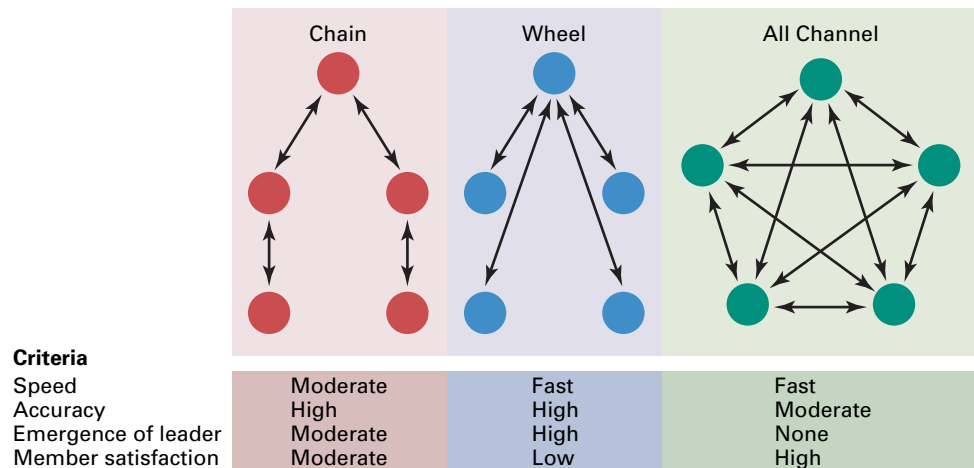 Chain Wheel All Channel
Criteria
Speed Moderate Fast Fast
Accuracy High High Moderate
Emergence of leader Moderate High None
Member satisfaction Moderate Low High